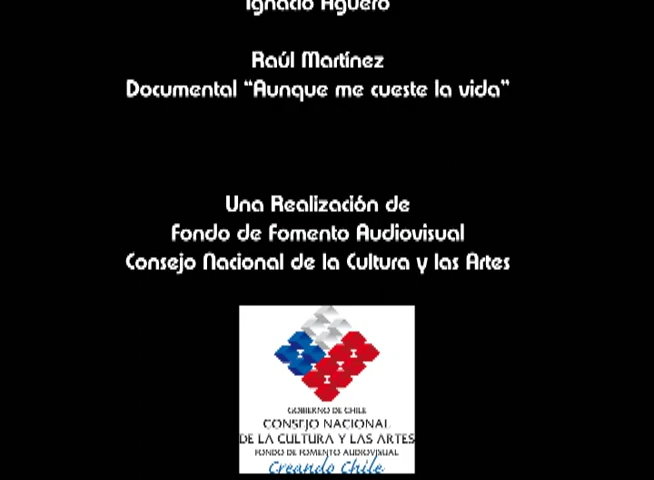 Ignacio Agüero
Raúl Martínez
Documental “Aunque me cueste la vida”
Una Realización de
Fondo de Fomento Audiovisual
Consejo Nacional de la Cultura y las Artes
GOBIERNO DE CHILE
CONSEJO NACIONAL
DE LA CULTURA Y LAS ARTES
FONDO DE FOMENTO AUDIOVISUAL
Creando Chile